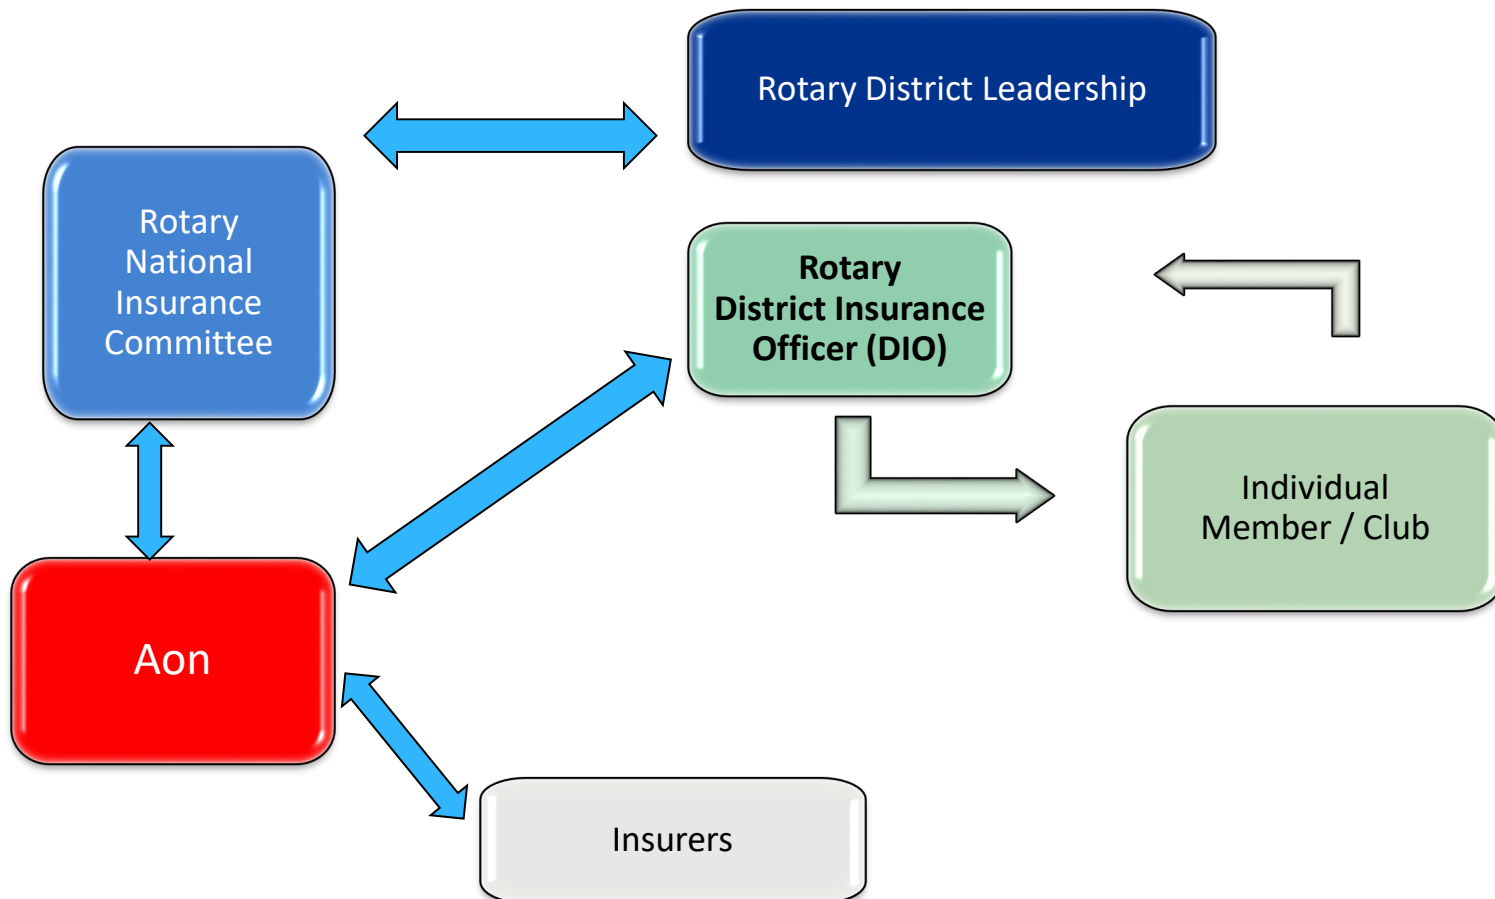 Rotary District Leadership
Rotary
National
Insurance
Committee
Rotary
District Insurance
Officer (DIO)
Individual
Member / Club
Aon
Insurers